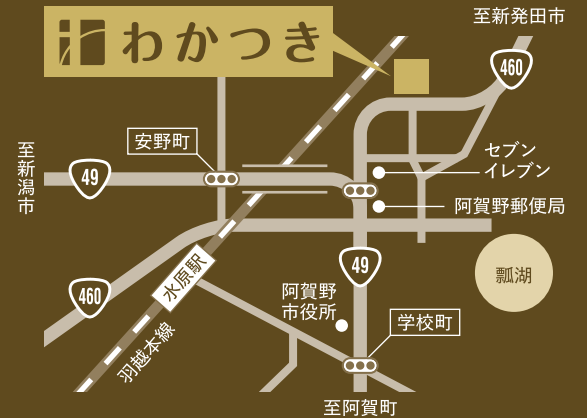 至新発田市
わかつき
460
安野町
至新潟市
49
セブン
イレブン
阿賀野郵便局
水原駅
49
瓢湖
460
阿賀野
市役所
学校町
羽越本線
至阿賀町